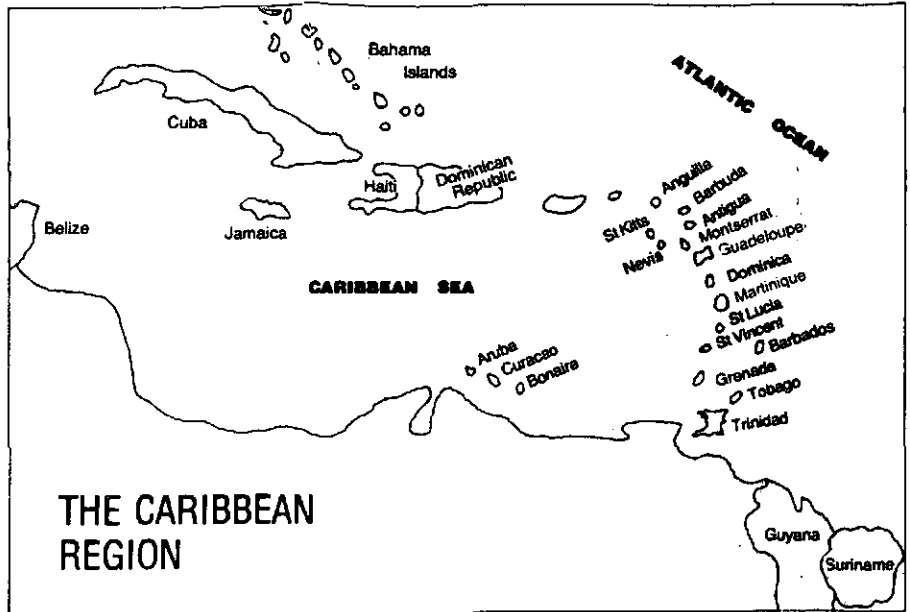 Bahama
Islands
ATLANTIC OCEAN
Cuba
Haiti
Dominican
Republic
Anguilla
Barbuda
Belize
Jamaica
St Kitts
Antigua
Nevis
Montserrat
Guadeloupe
CARIBBEAN SEA
Dominica
Martinique
St Lucia
St Vincent
Barbados
Aruba
Curacao
Bonaire
Grenada
Tobago
Trinidad
THE CARIBBEAN
REGION
Guyana
Suriname